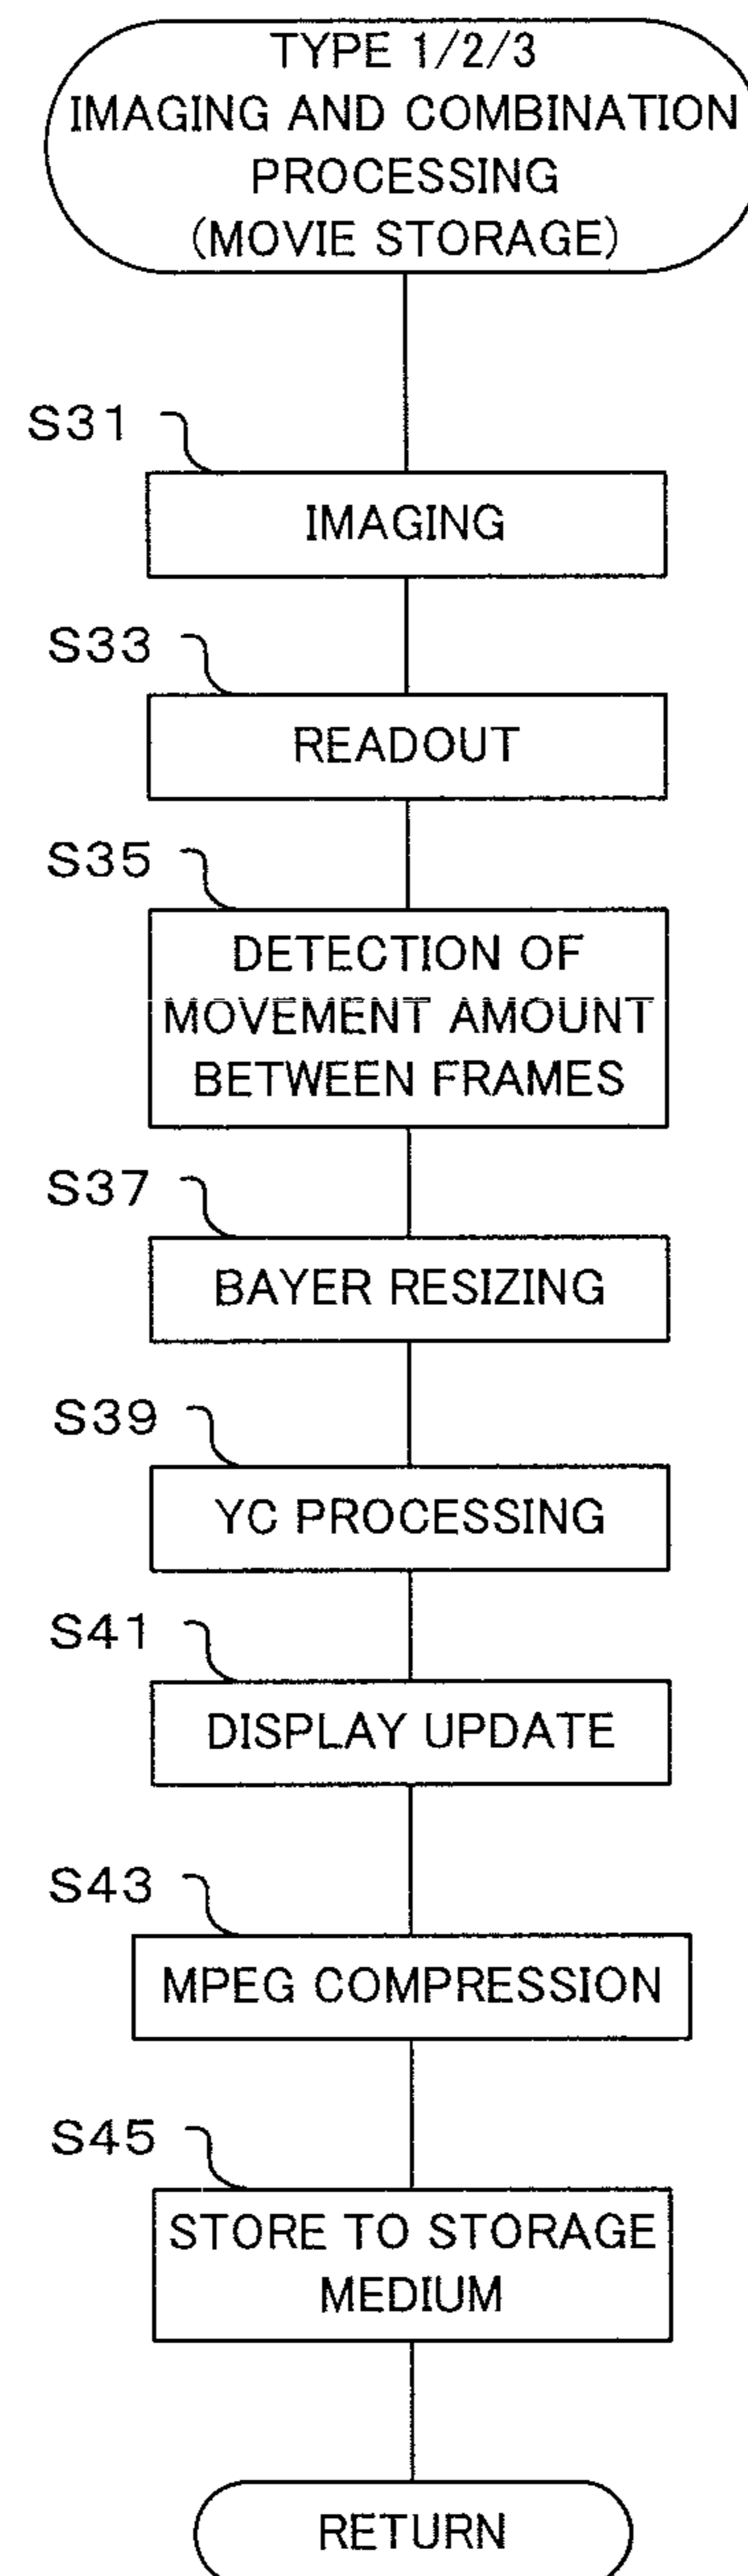 TYPE 1/2/3
IMAGING AND COMBINATION
PROCESSING
(MOVIE STORAGE)
S31
IMAGING
S33
READOUT
S35
DETECTION OF
MOVEMENT AMOUNT
BETWEEN FRAMES
S37
BAYER RESIZING
S39
YC PROCESSING
S41
DISPLAY UPDATE
S43
MPEG COMPRESSION
S45
STORE TO STORAGE
MEDIUM
RETURN